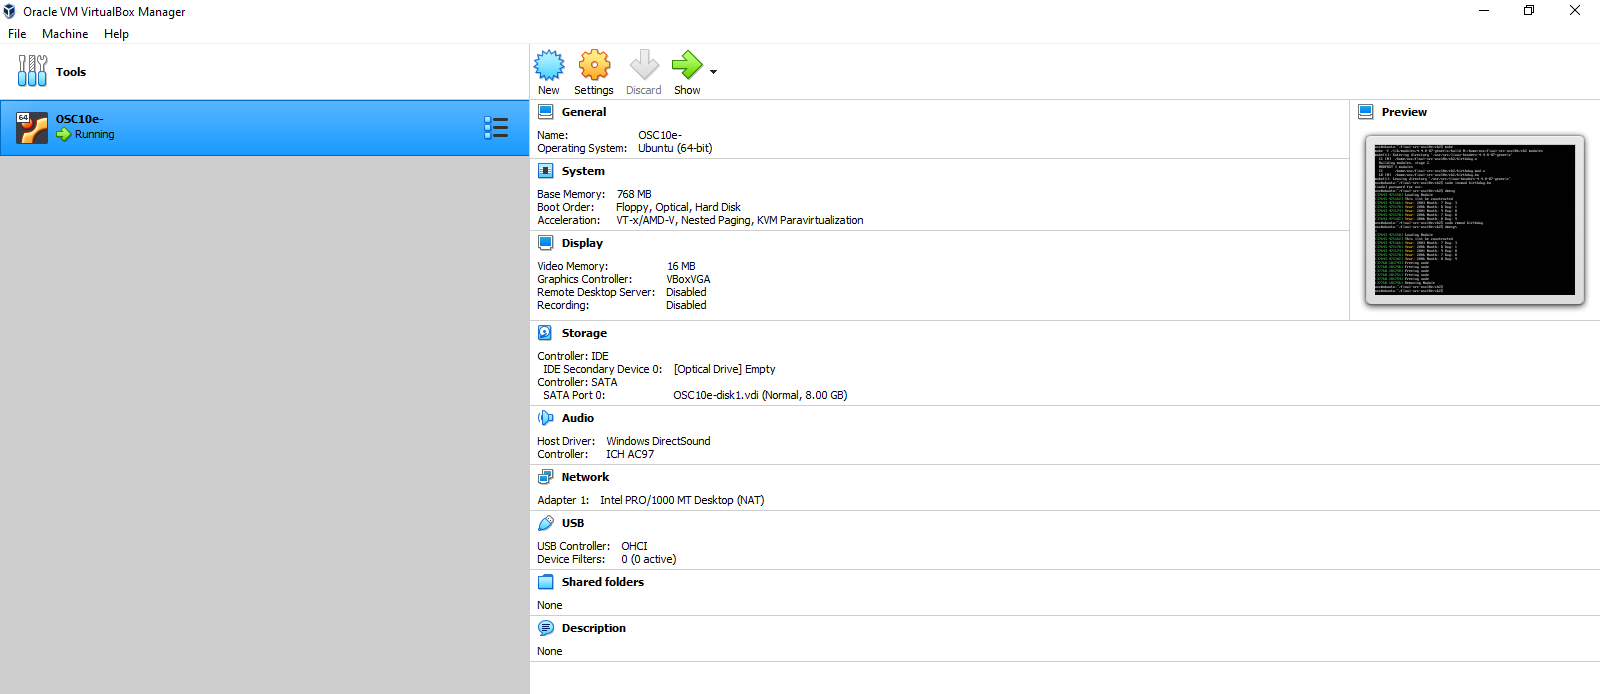 Oracle VM VirtualBox Manager
File Machine Help
Tools
New Settings Discard Show
64 OSC10e-
Running
General
Name: OSC10e-
Operating System: Ubuntu (64-bit)
System
Base Memory: 768 MB
Boot Order: Floppy, Optical, Hard Disk
Acceleration: VT-x/AMD-V, Nested Paging, KVM Paravirtualization
Display
Video Memory: 16 MB
Graphics Controller: VBoxVGA
Remote Desktop Server: Disabled
Recording: Disabled
Storage
Controller: IDE
IDE Secondary Device 0: [Optical Drive] Empty
Controller: SATA
SATA Port 0: OSC10e-disk1.vdi (Normal, 8.00 GB)
Audio
Host Driver: Windows DirectSound
Controller: ICH AC97
Network
Adapter 1: Intel PRO/1000 MT Desktop (NAT)
USB
USB Controller: OHCI
Device Filters: 0 (0 active)
Shared folders
None
Description
None
Preview